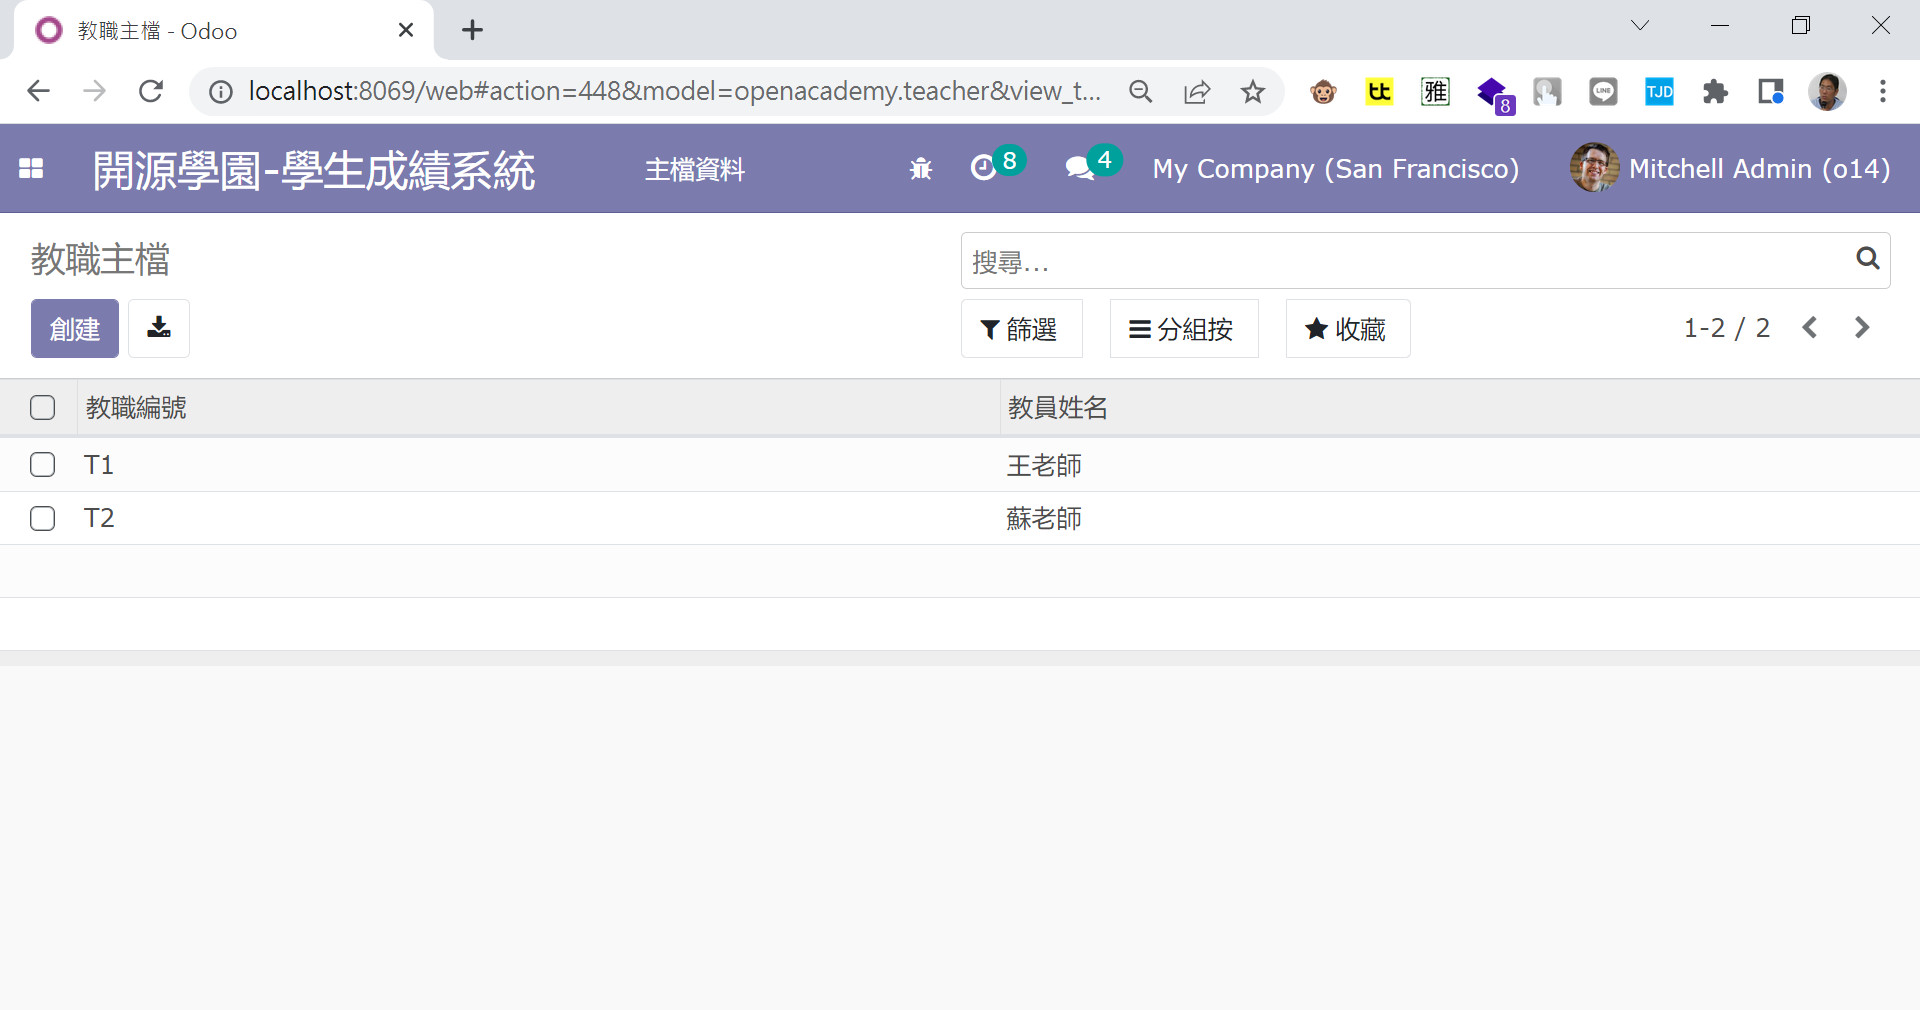 教職主檔 - Odoo
localhost:8069/web#action=448&model=openacademy.teacher&view_t...
tt
雅
8
LINE
TJD
開源學園-學生成績系統
主檔資料
8
4
My Company (San Francisco)
Mitchell Admin (o14)
教職主檔
搜尋...
創建
篩選
分組按
收藏
1-2 / 2
教職編號 教員姓名
T1 王老師
T2 蘇老師